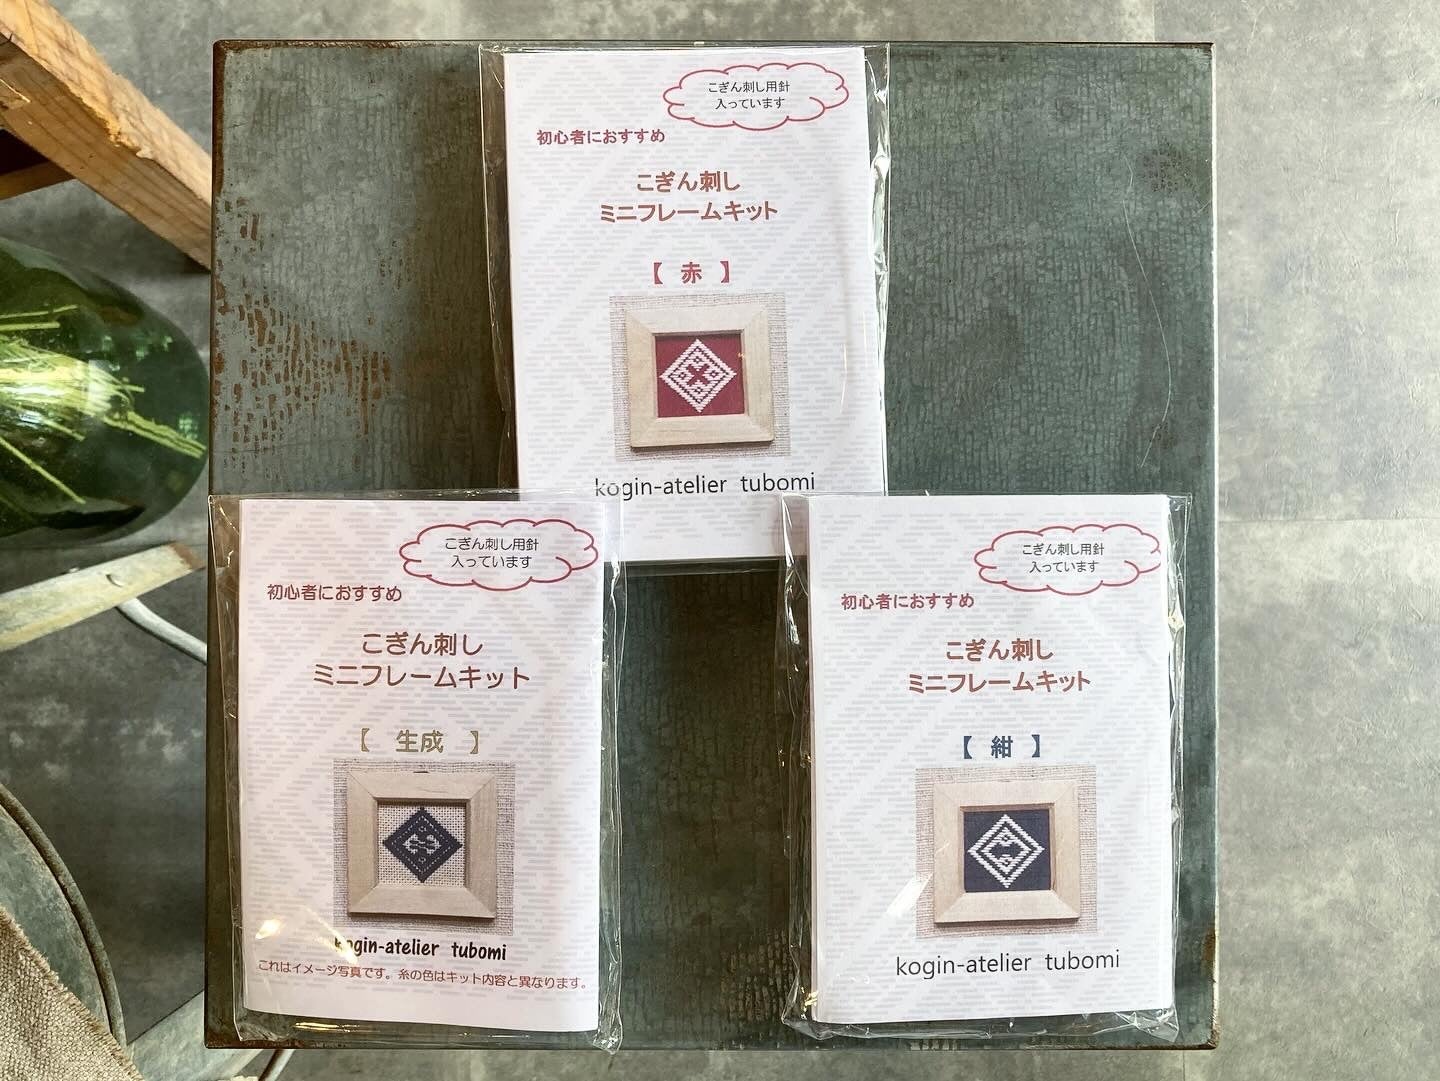 こぎん刺し用針
入っています
初心者におすすめ
こぎん刺し
ミニフレームキット
【 赤 】
kogin-atelier tubomi
こぎん刺し用針
入っています
初心者におすすめ
こぎん刺し
ミニフレームキット
【 生成 】
kogin-atelier tubomi
これはイメージ写真です。糸の色はキット内容と異なります。
こぎん刺し用針
入っています
初心者におすすめ
こぎん刺し
ミニフレームキット
【 紺 】
kogin-atelier tubomi